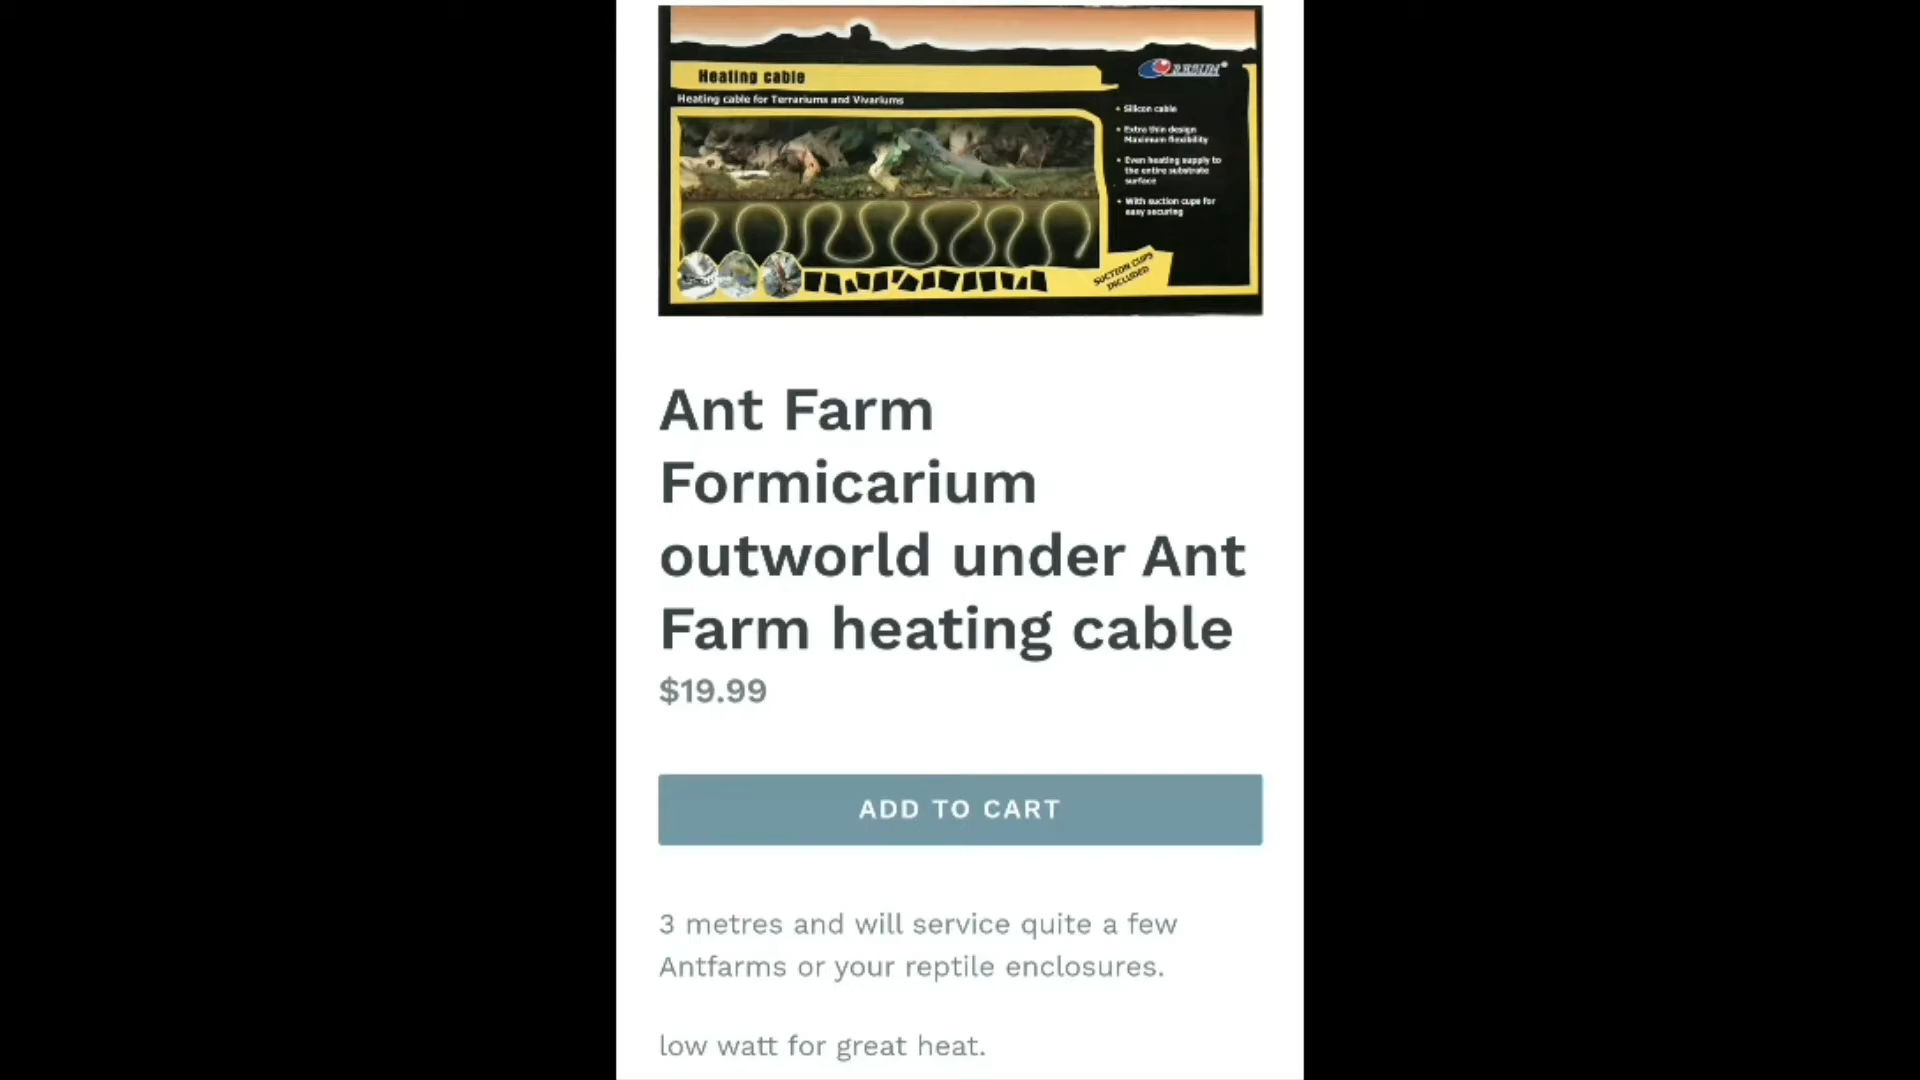 Heating cable
Heating cable for Terrariums and Vivariums
RESUN®
• Silicon cable
• Extra thin design
Maximum flexibility
• Even heating supply to
the entire substrate
surface
• With suction cups for
easy securing
SUCTION CUPS
INCLUDED
Ant Farm
Formicarium
outworld under Ant
Farm heating cable
$19.99
ADD TO CART
3 metres and will service quite a few
Antfarms or your reptile enclosures.
low watt for great heat.